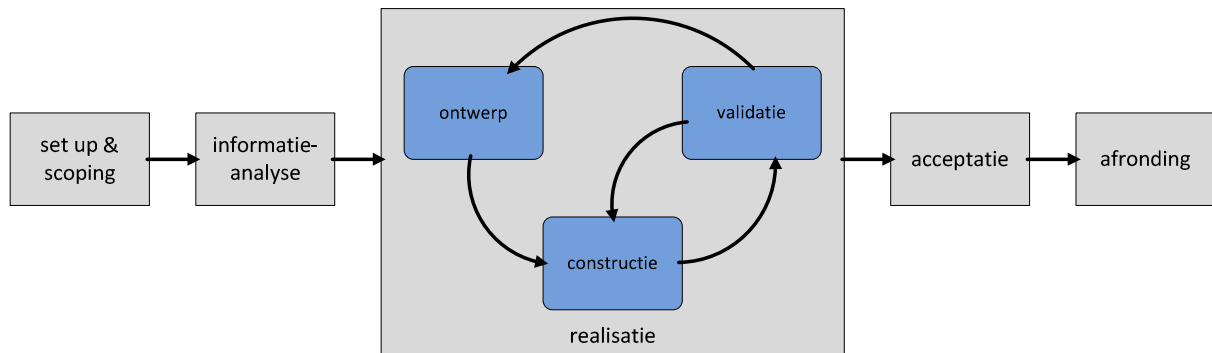 set up &
scoping
informatie-
analyse
ontwerp
validatie
constructie
realisatie
acceptatie
afronding